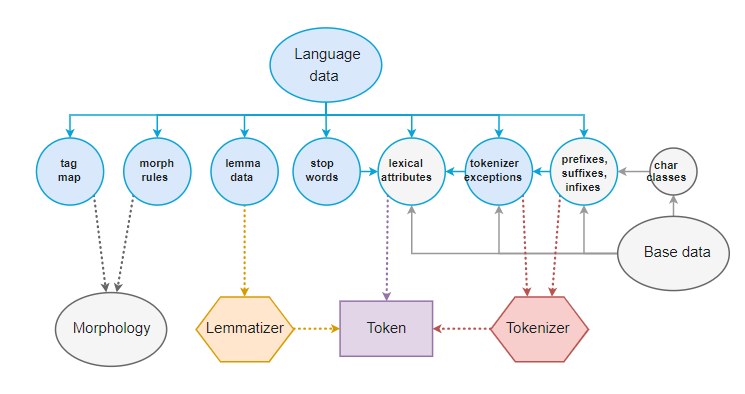 Language
data
tag
map
morph
rules
lemma
data
stop
words
lexical
attributes
tokenizer
exceptions
prefixes,
suffixes,
infixes
char
classes
Base data
Morphology
Lemmatizer
Token
Tokenizer